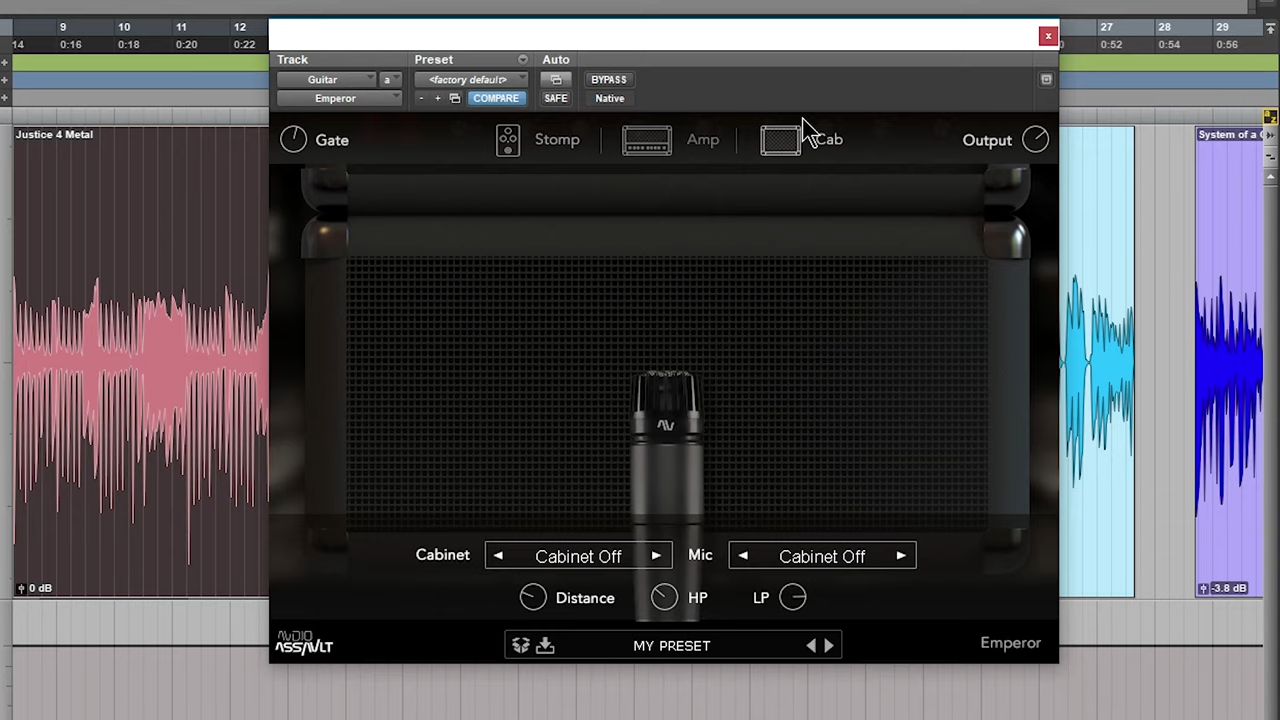 9 10 11 12 27 28 29
14 0:16 0:18 0:20 0:22 0:52 0:54 0:56
x
Track Preset Auto
Guitar a <factory default> BYPASS
Emperor - + COMPARE SAFE Native
Justice 4 Metal
System of a
Gate Stomp Amp Cab Output
Cabinet Cabinet Off Mic Cabinet Off
Distance HP LP
0 dB
-3.8 dB
AUDIO
ASSAULT
MY PRESET
Emperor